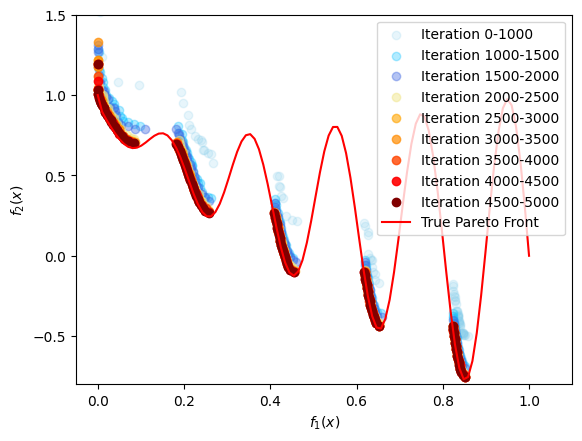 1.5
1.0
0.5
0.0
−0.5
f₂(x)
0.0
0.2
0.4
0.6
0.8
1.0
f₁(x)
Iteration 0-1000
Iteration 1000-1500
Iteration 1500-2000
Iteration 2000-2500
Iteration 2500-3000
Iteration 3000-3500
Iteration 3500-4000
Iteration 4000-4500
Iteration 4500-5000
True Pareto Front